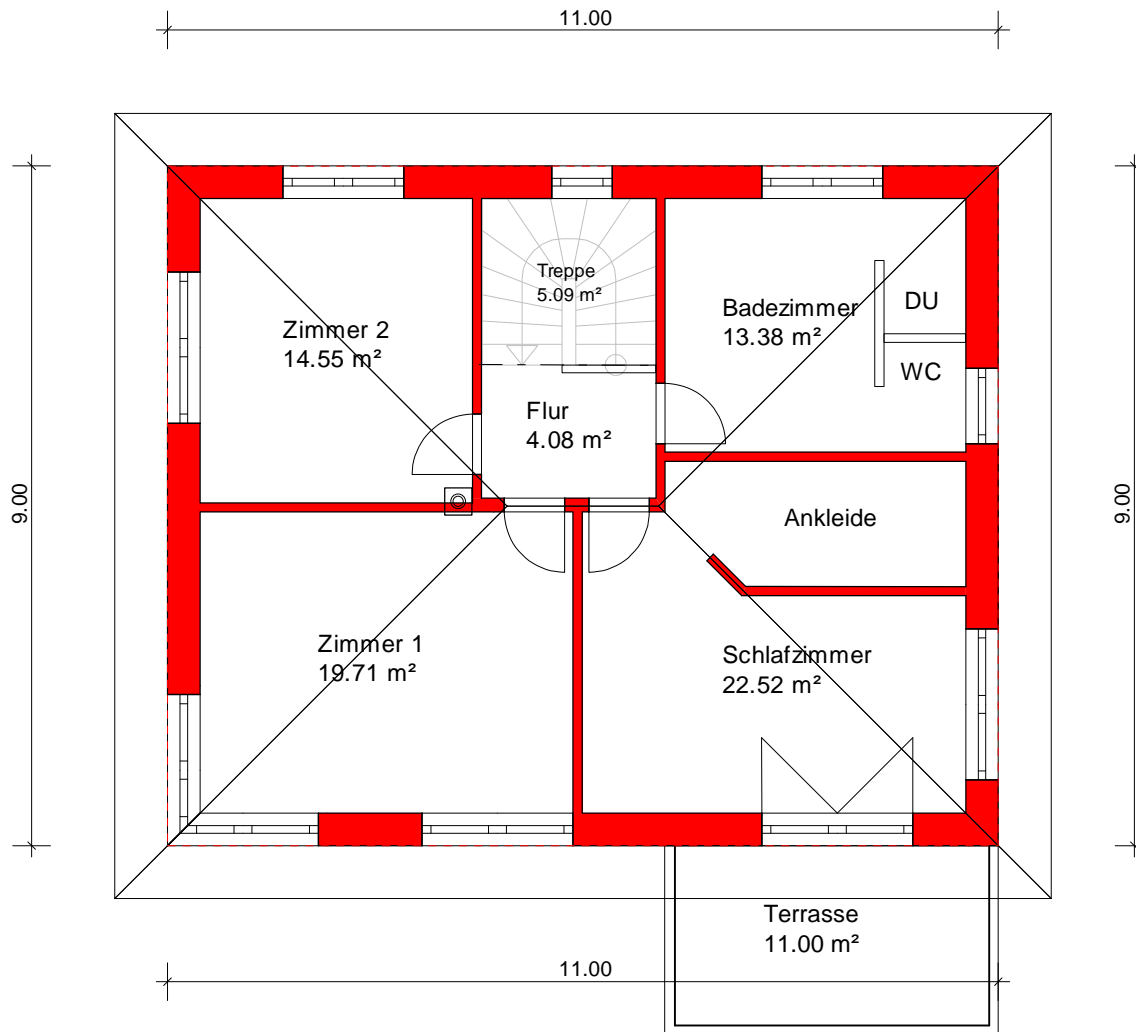 11.00
9.00
9.00
Treppe
5.09 m²
Zimmer 2
14.55 m²
Badezimmer
13.38 m²
DU
WC
Flur
4.08 m²
Ankleide
Zimmer 1
19.71 m²
Schlafzimmer
22.52 m²
Terrasse
11.00 m²
11.00